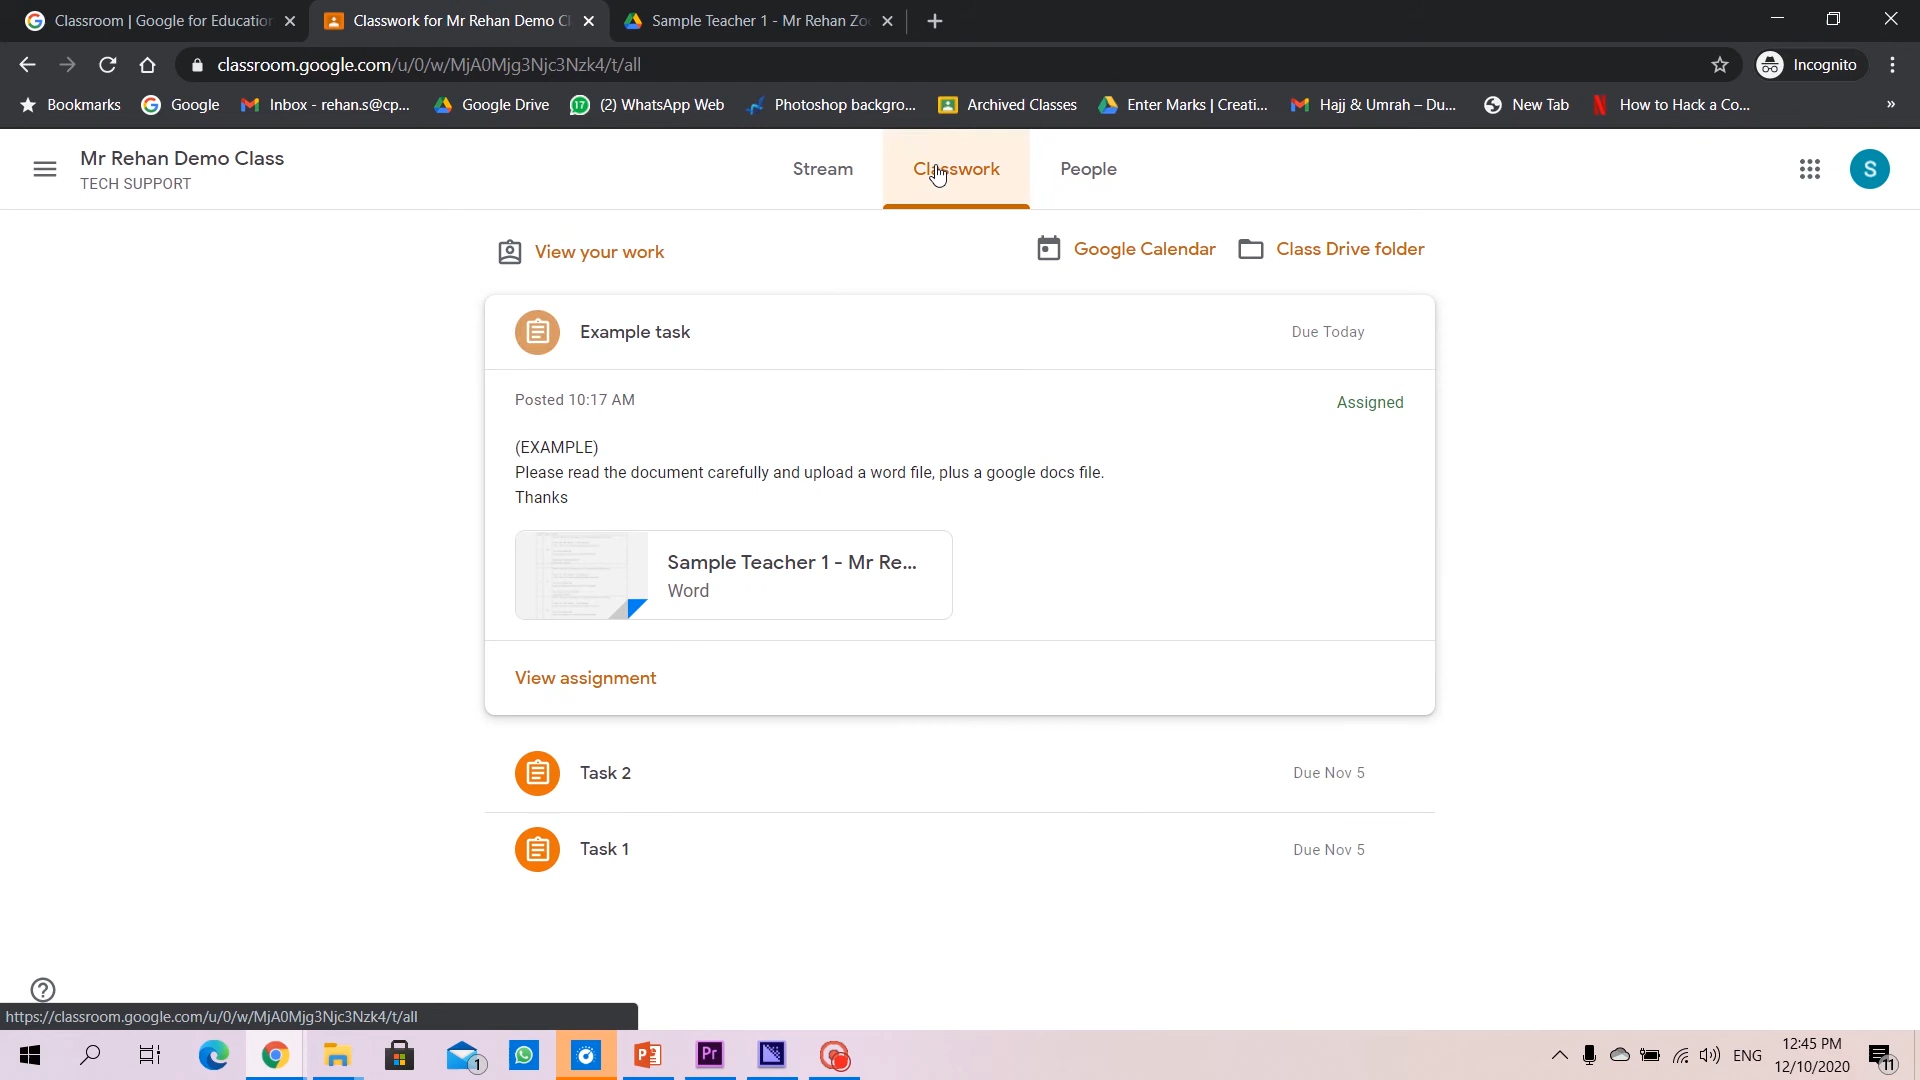 Classroom | Google for Education
Classwork for Mr Rehan Demo Cl
Sample Teacher 1 - Mr Rehan Zoo
classroom.google.com/u/0/w/MjA0Mjg3Njc3Nzk4/t/all
Incognito
Bookmarks
Google
Inbox - rehan.s@cp...
Google Drive
17
(2) WhatsApp Web
Photoshop backgro...
Archived Classes
Enter Marks | Creati...
Hajj & Umrah – Du...
New Tab
How to Hack a Co...
»
Mr Rehan Demo Class
TECH SUPPORT
Stream
Classwork
People
S
View your work
Google Calendar
Class Drive folder
Example task
Due Today
Posted 10:17 AM
Assigned
(EXAMPLE)
Please read the document carefully and upload a word file, plus a google docs file.
Thanks
Sample Teacher 1 - Mr Re...
Word
View assignment
Task 2
Due Nov 5
Task 1
Due Nov 5
https://classroom.google.com/u/0/w/MjA0Mjg3Njc3Nzk4/t/all
1
Pr
ENG
12:45 PM
12/10/2020
11